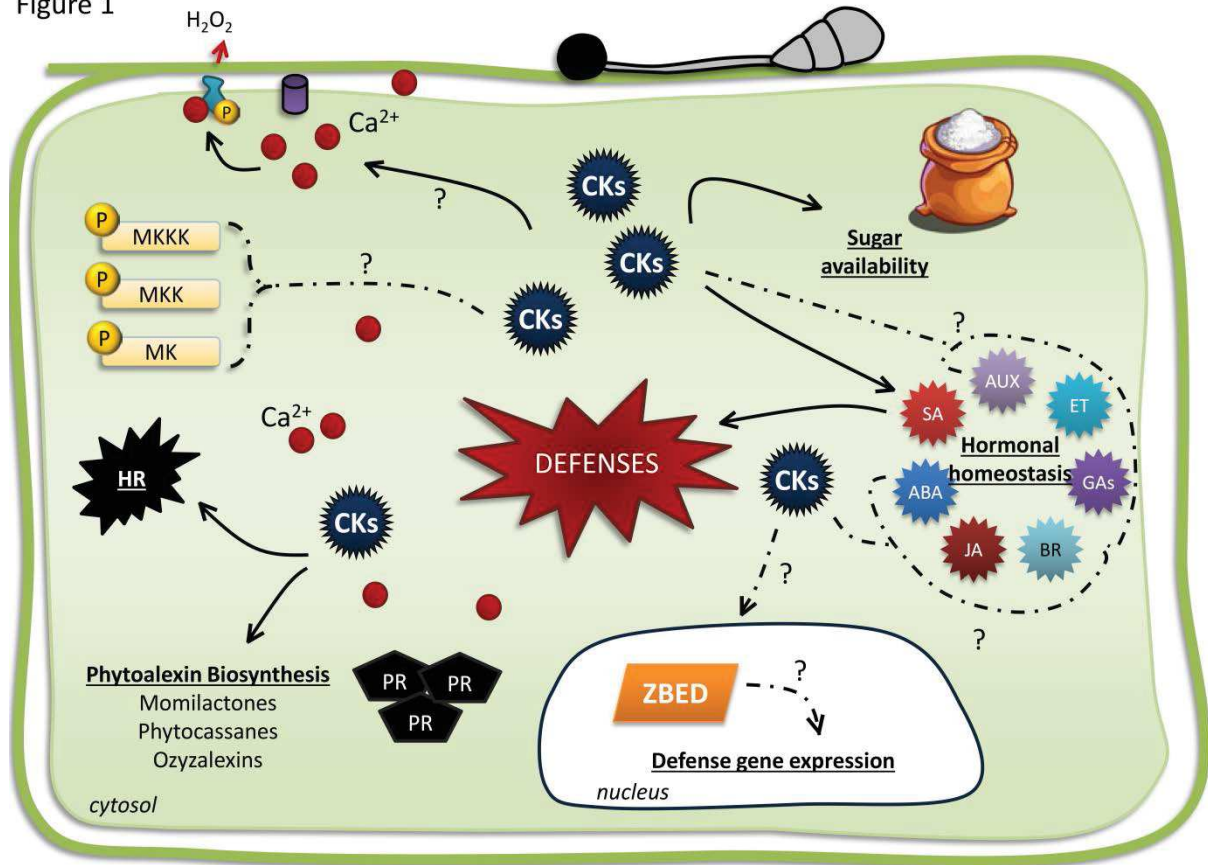 Figure 1
H₂O₂
P
Ca²⁺
?
CKs
CKs
CKs
Sugar
availability
P
MKKK
P
MKK
P
MK
?
?
AUX
SA
ET
Hormonal
homeostasis
ABA
GAs
JA
BR
?
Ca²⁺
DEFENSES
HR
CKs
CKs
?
Phytoalexin Biosynthesis
Momilactones
Phytocassanes
Ozyzalexins
PR
PR
PR
ZBED
?
Defense gene expression
nucleus
cytosol